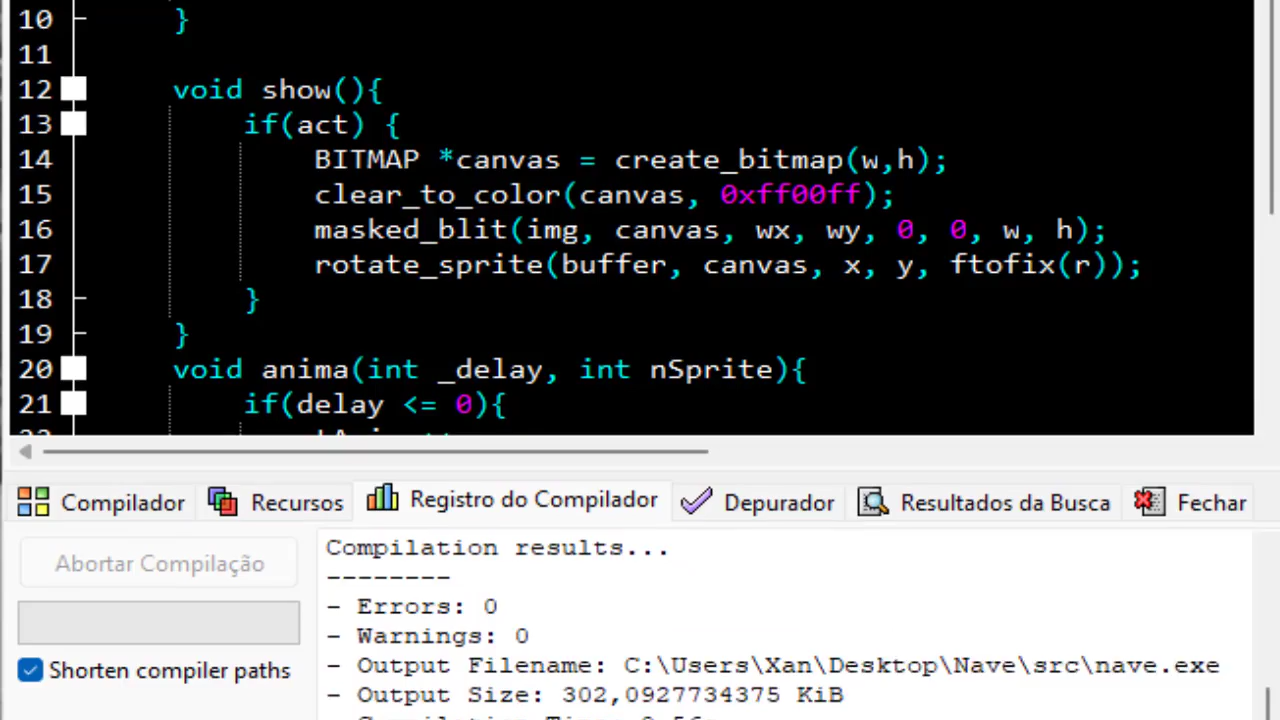 10 }
11
12 void show(){
13 if(act) {
14 BITMAP *canvas = create_bitmap(w,h);
15 clear_to_color(canvas, 0xff00ff);
16 masked_blit(img, canvas, wx, wy, 0, 0, w, h);
17 rotate_sprite(buffer, canvas, x, y, ftofix(r));
18 }
19 }
20 void anima(int _delay, int nSprite){
21 if(delay <= 0){
Compilador Recursos Registro do Compilador Depurador Resultados da Busca Fechar
Abortar Compilação
Shorten compiler paths
Compilation results...
--------
- Errors: 0
- Warnings: 0
- Output Filename: C:\Users\Xan\Desktop\Nave\src\nave.exe
- Output Size: 302,0927734375 KiB